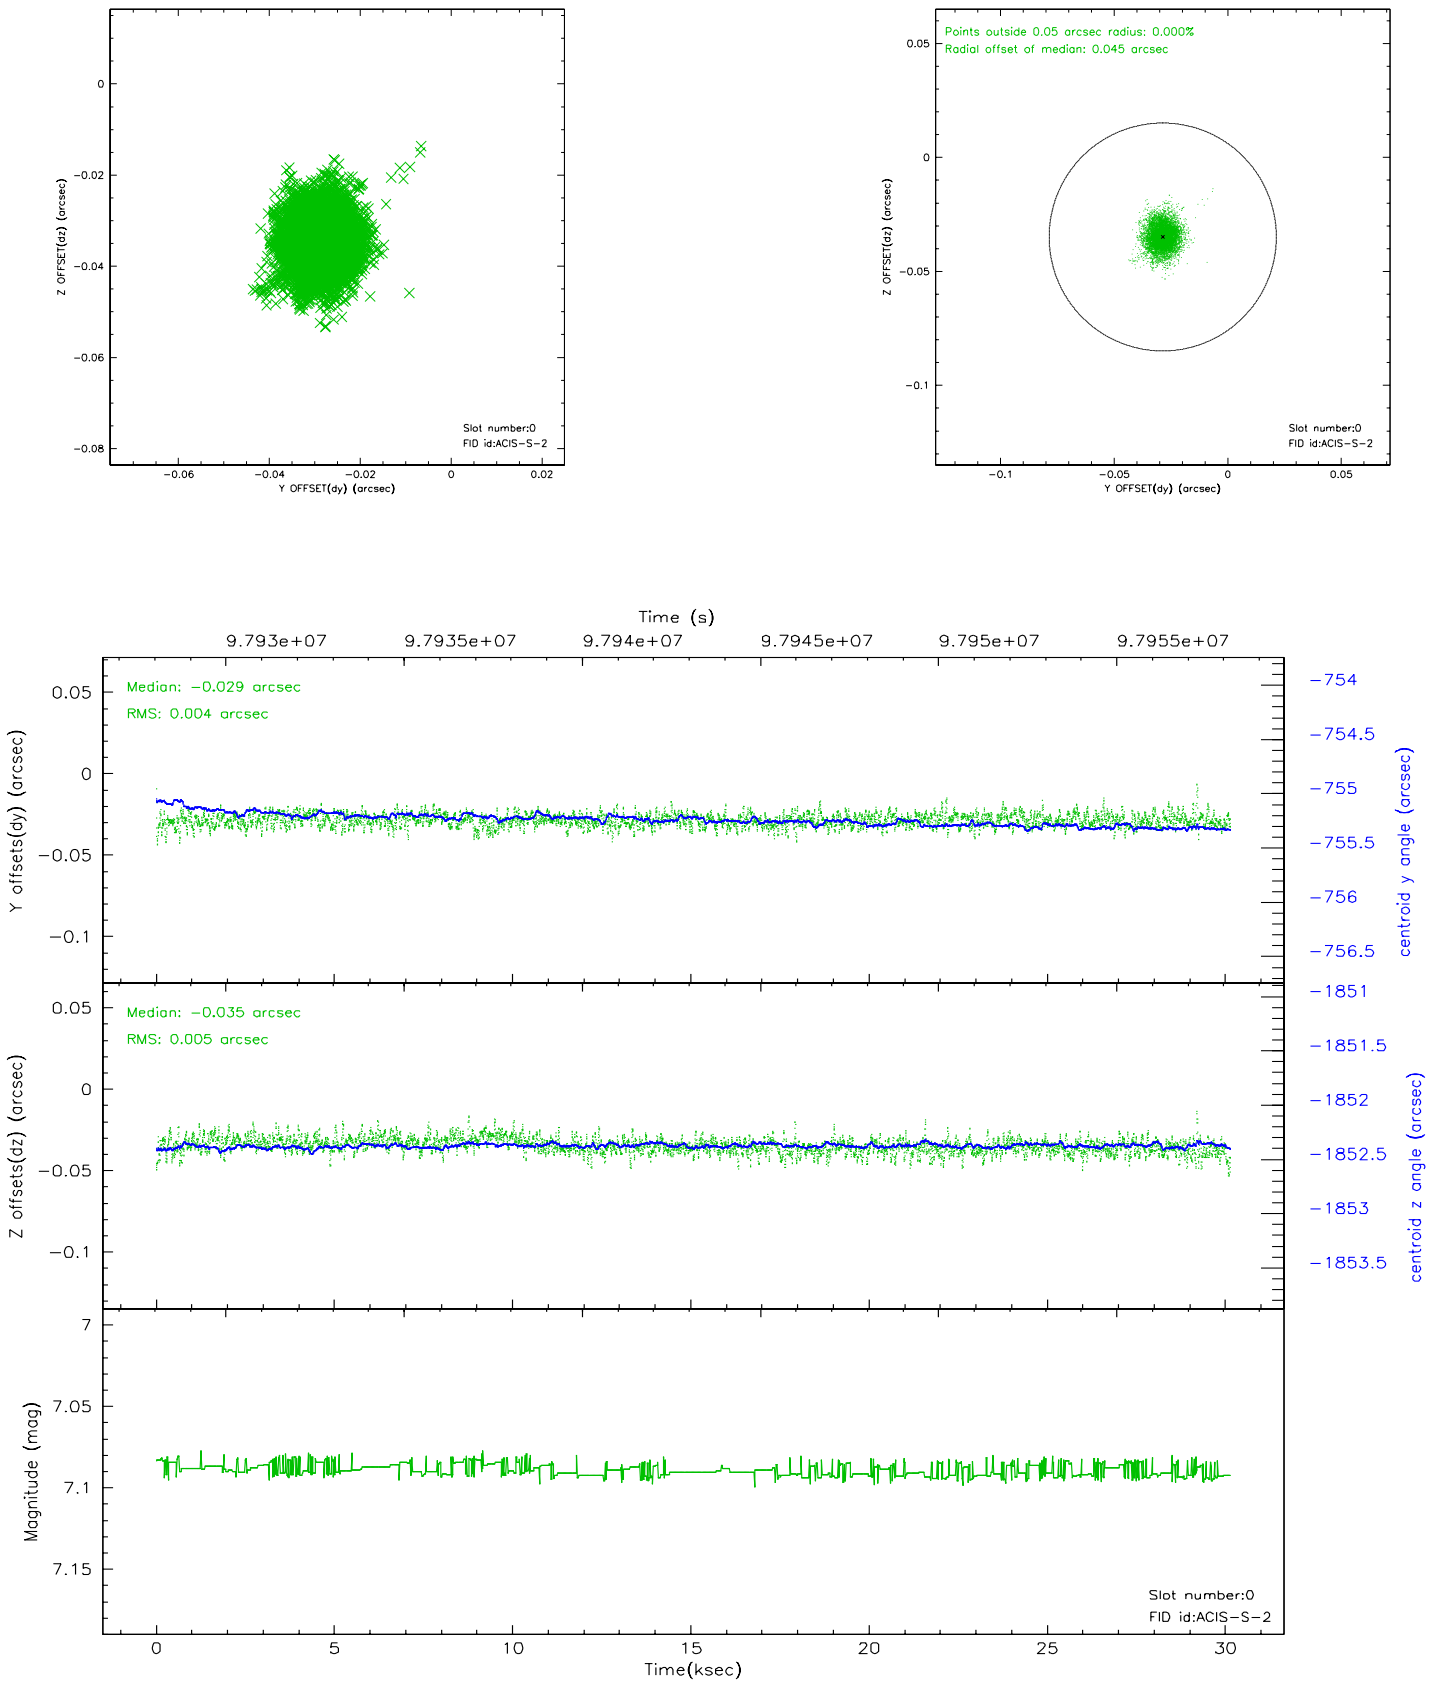 0
−0.02
−0.04
−0.06
−0.08
Z OFFSET(dz) (arcsec)
−0.06
−0.04
−0.02
0
0.02
Y OFFSET(dy) (arcsec)
Slot number:0
FID id:ACIS−S−2
Points outside 0.05 arcsec radius: 0.000%
Radial offset of median: 0.045 arcsec
0.05
0
−0.05
−0.1
Z OFFSET(dz) (arcsec)
−0.1
−0.05
0
0.05
Y OFFSET(dy) (arcsec)
Slot number:0
FID id:ACIS−S−2
Time (s)
9.793e+07
9.7935e+07
9.794e+07
9.7945e+07
9.795e+07
9.7955e+07
Median: −0.029 arcsec
RMS: 0.004 arcsec
0.05
0
−0.05
−0.1
Y offsets(dy) (arcsec)
−754
−754.5
−755
−755.5
−756
−756.5
centroid y angle (arcsec)
Median: −0.035 arcsec
RMS: 0.005 arcsec
0.05
0
−0.05
−0.1
Z offsets(dz) (arcsec)
−1851
−1851.5
−1852
−1852.5
−1853
−1853.5
centroid z angle (arcsec)
7
7.05
7.1
7.15
Magnitude (mag)
Slot number:0
FID id:ACIS−S−2
0
5
10
15
20
25
30
Time(ksec)